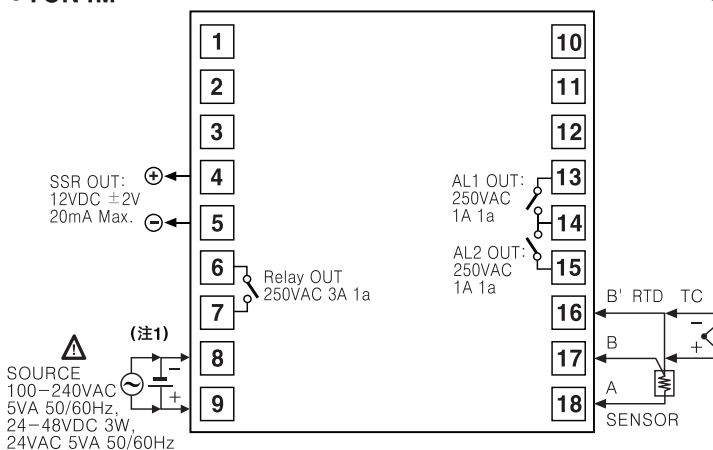 1
2
3
4
5
6
7
8
9
10
11
12
13
14
15
16
17
18
SSR OUT:
12VDC ±2V
20mA Max.
+
−
Relay OUT
250VAC 3A 1a
(注1)
SOURCE
100−240VAC
5VA 50/60Hz,
24−48VDC 3W,
24VAC 5VA 50/60Hz
−
+
AL1 OUT:
250VAC
1A 1a
AL2 OUT:
250VAC
1A 1a
B' RTD TC
B
A
−
+
SENSOR